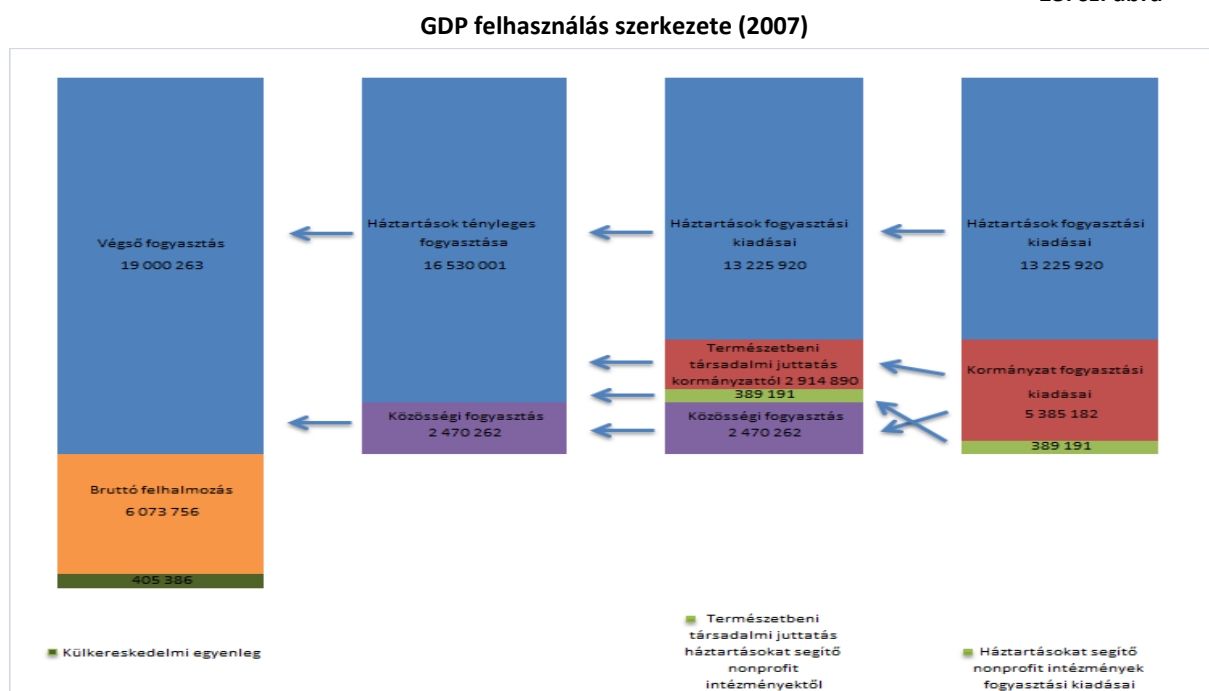 GDP felhasználás szerkezete (2007)
Végső fogyasztás
19 000 263
Bruttó felhalmozás
6 073 756
405 386
Külkereskedelmi egyenleg
Háztartások tényleges
fogyasztása
16 530 001
Közösségi fogyasztás
2 470 262
Háztartások fogyasztási
kiadásai
13 225 920
Természetbeni
társadalmi juttatás
kormányzattól 2 914 890
389 191
Közösségi fogyasztás
2 470 262
Természetbeni
társadalmi juttatás
háztartásokat segítő
nonprofit
intézményektől
Háztartások fogyasztási
kiadásai
13 225 920
Kormányzat fogyasztási
kiadásai
5 385 182
389 191
Háztartásokat segítő
nonprofit intézmények
fogyasztási kiadásai